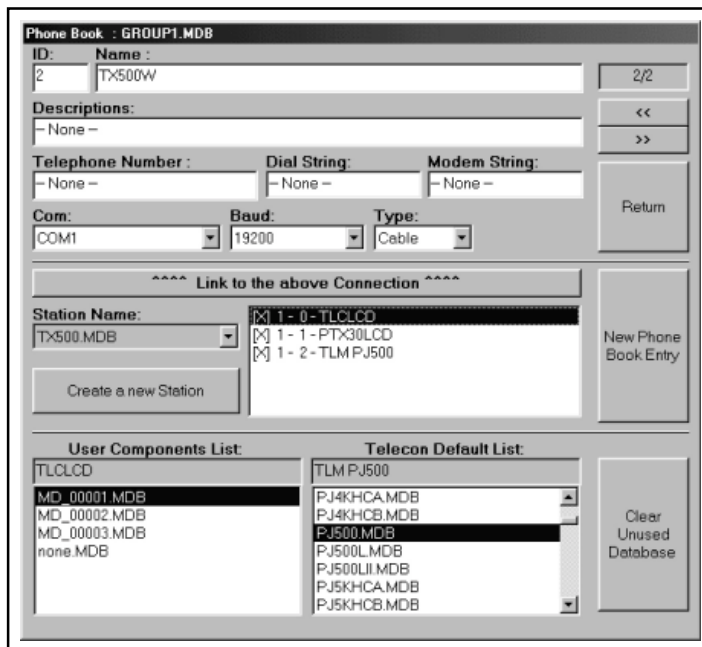 Phone Book : GROUP1.MDB
ID: Name :
2 TX500W 2/2
Descriptions:
-- None -- <<
>>
Telephone Number : Dial String: Modem String:
-- None -- -- None -- -- None --
Return
Com: Baud: Type:
COM1 19200 Cable
^^^^ Link to the above Connection ^^^^
Station Name:
TX500.MDB
Create a new Station
[X] 1 - 0 - TLCLCD
[X] 1 - 1 - PTX30LCD
[X] 1 - 2 - TLM PJ500
New Phone
Book Entry
User Components List:
TLCLCD
MD_00001.MDB
MD_00002.MDB
MD_00003.MDB
none.MDB
Telecon Default List:
TLM PJ500
PJ4KHCA.MDB
PJ4KHCB.MDB
PJ500.MDB
PJ500L.MDB
PJ500LII.MDB
PJ5KHCA.MDB
PJ5KHCB.MDB
Clear
Unused
Database